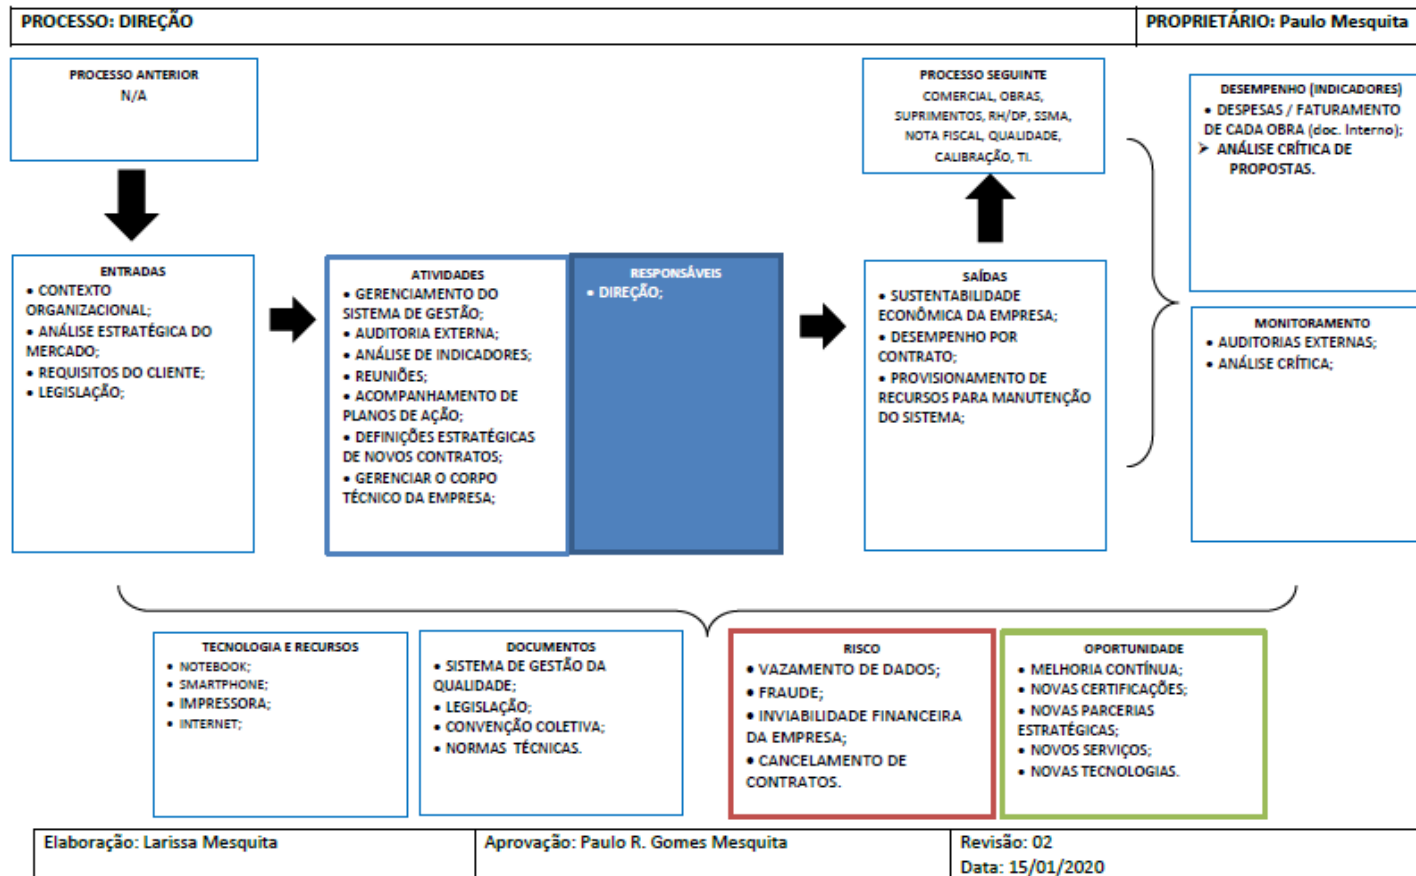 PROCESSO: DIREÇÃO
PROPRIETÁRIO: Paulo Mesquita
PROCESSO ANTERIOR
N/A
PROCESSO SEGUINTE
COMERCIAL, OBRAS,
SUPRIMENTOS, RH/DP, SSMA,
NOTA FISCAL, QUALIDADE,
CALIBRAÇÃO, TI.
DESEMPENHO (INDICADORES)
• DESPESAS / FATURAMENTO
DE CADA OBRA (doc. Interno);
➢ ANÁLISE CRÍTICA DE
PROPOSTAS.
ENTRADAS
• CONTEXTO
ORGANIZACIONAL;
• ANÁLISE ESTRATÉGICA DO
MERCADO;
• REQUISITOS DO CLIENTE;
• LEGISLAÇÃO;
ATIVIDADES
• GERENCIAMENTO DO
SISTEMA DE GESTÃO;
• AUDITORIA EXTERNA;
• ANÁLISE DE INDICADORES;
• REUNIÕES;
• ACOMPANHAMENTO DE
PLANOS DE AÇÃO;
• DEFINIÇÕES ESTRATÉGICAS
DE NOVOS CONTRATOS;
• GERENCIAR O CORPO
TÉCNICO DA EMPRESA;
RESPONSÁVEIS
• DIREÇÃO;
SAÍDAS
• SUSTENTABILIDADE
ECONÔMICA DA EMPRESA;
• DESEMPENHO POR
CONTRATO;
• PROVISIONAMENTO DE
RECURSOS PARA MANUTENÇÃO
DO SISTEMA;
MONITORAMENTO
• AUDITORIAS EXTERNAS;
• ANÁLISE CRÍTICA;
TECNOLOGIA E RECURSOS
• NOTEBOOK;
• SMARTPHONE;
• IMPRESSORA;
• INTERNET;
DOCUMENTOS
• SISTEMA DE GESTÃO DA
QUALIDADE;
• LEGISLAÇÃO;
• CONVENÇÃO COLETIVA;
• NORMAS TÉCNICAS.
RISCO
• VAZAMENTO DE DADOS;
• FRAUDE;
• INVIABILIDADE FINANCEIRA
DA EMPRESA;
• CANCELAMENTO DE
CONTRATOS.
OPORTUNIDADE
• MELHORIA CONTÍNUA;
• NOVAS CERTIFICAÇÕES;
• NOVAS PARCERIAS
ESTRATÉGICAS;
• NOVOS SERVIÇOS;
• NOVAS TECNOLOGIAS.
Elaboração: Larissa Mesquita
Aprovação: Paulo R. Gomes Mesquita
Revisão: 02
Data: 15/01/2020